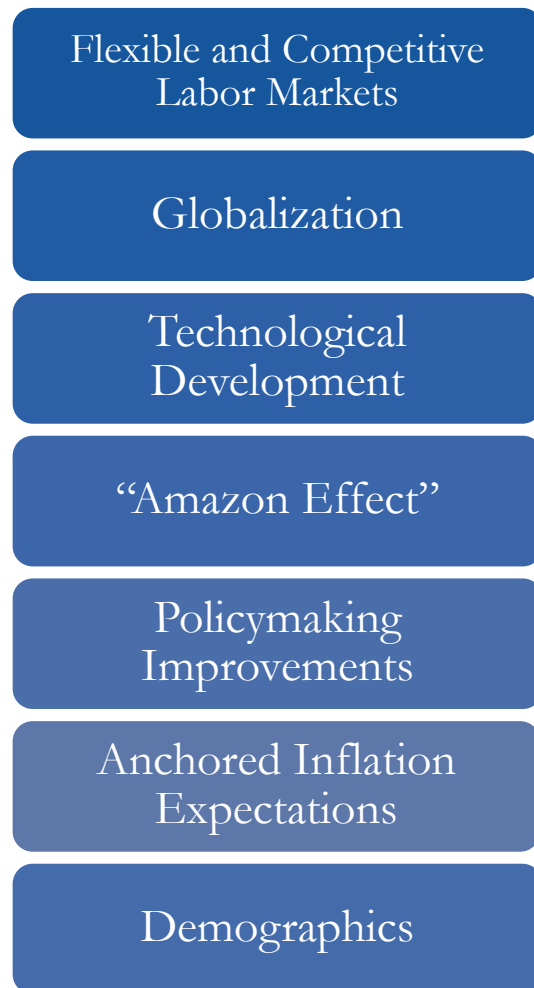 Flexible and Competitive
Labor Markets
Globalization
Technological
Development
“Amazon Effect”
Policymaking
Improvements
Anchored Inflation
Expectations
Demographics